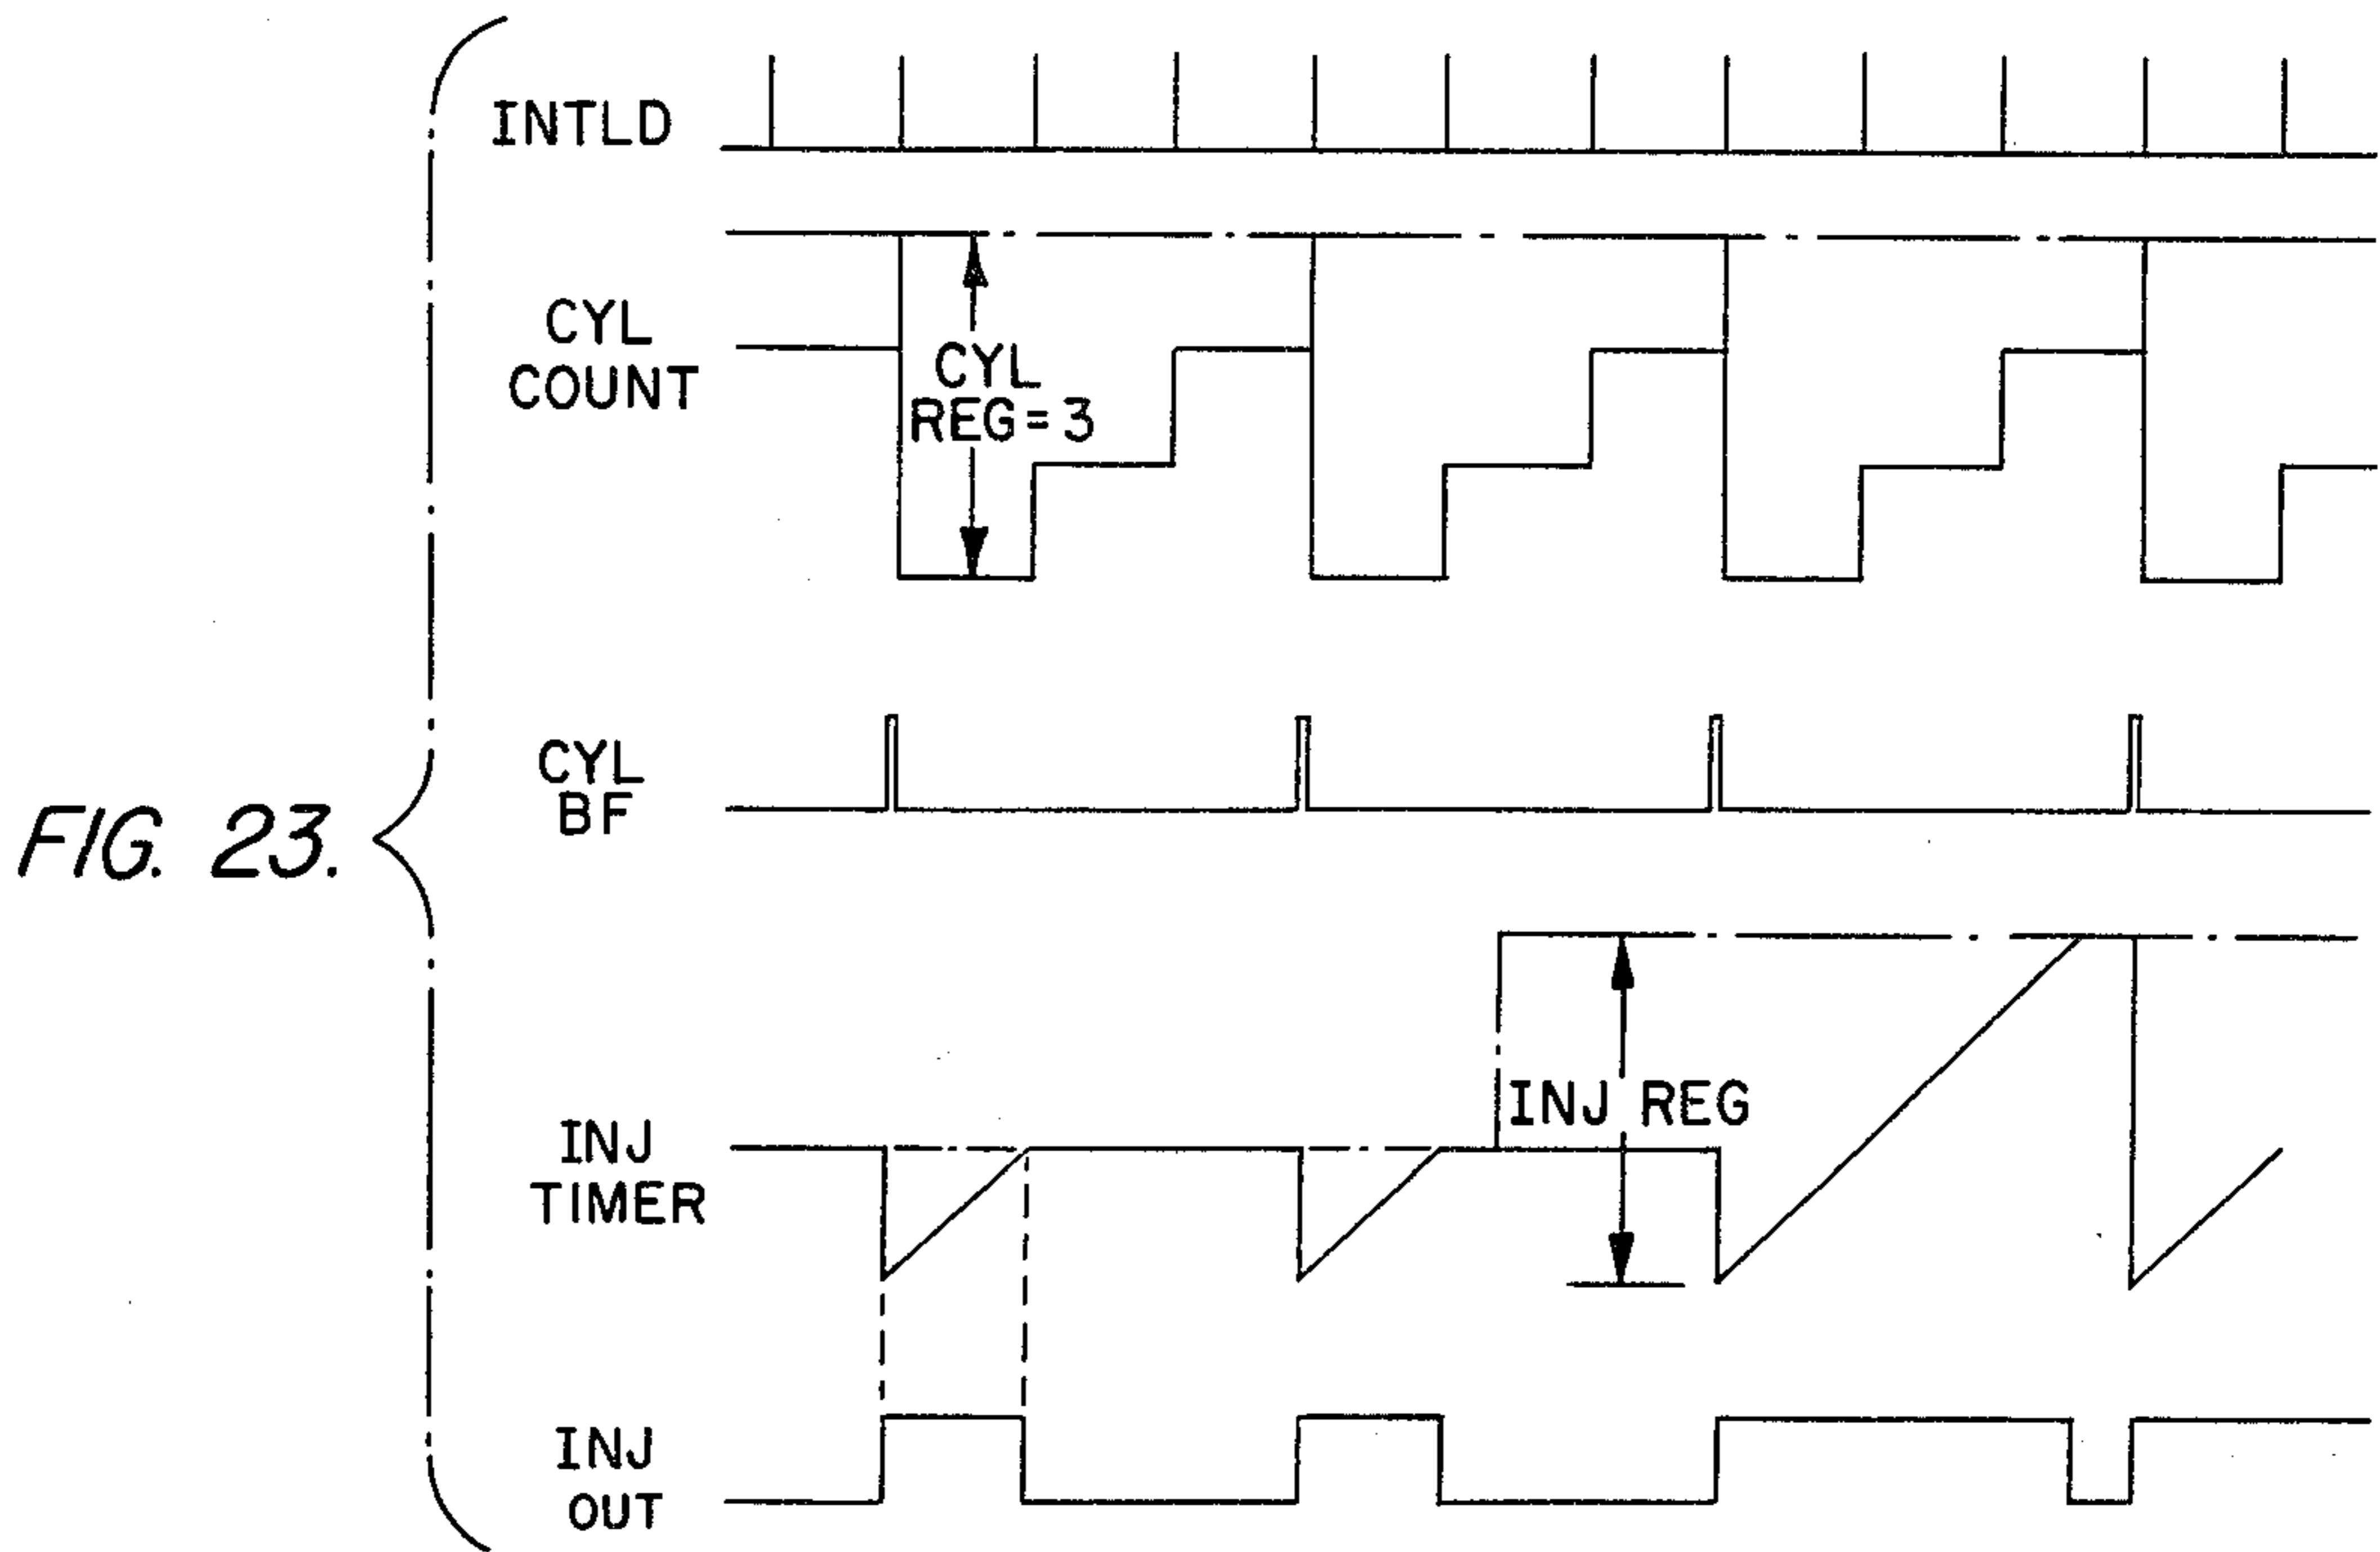 INTLD
CYL
COUNT
CYL
REG=3
CYL
BF
FIG. 23.
INJ REG
INJ
TIMER
INJ
OUT